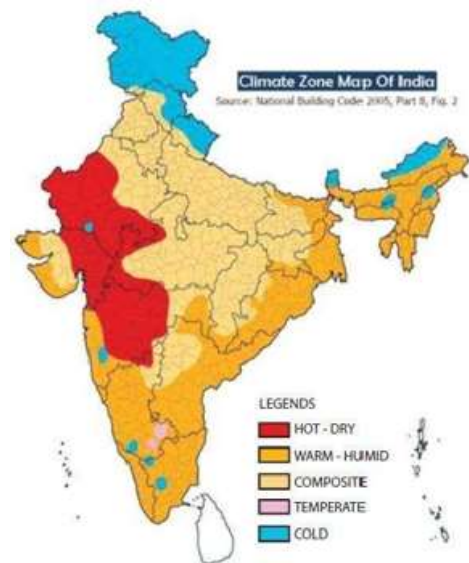 Climate Zone Map Of India
Source: National Building Code 2005, Part 8, Fig. 2
LEGENDS
HOT - DRY
WARM - HUMID
COMPOSITIE
TEMPERATE
COLD